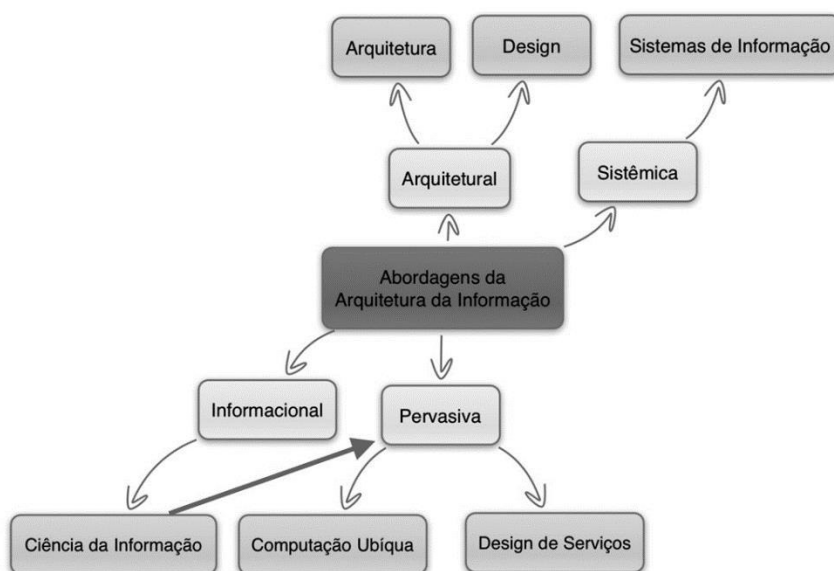 Arquitetura
Design
Sistemas de Informação
Arquitetural
Sistêmica
Abordagens da
Arquitetura da Informação
Informacional
Pervasiva
Ciência da Informação
Computação Ubíqua
Design de Serviços